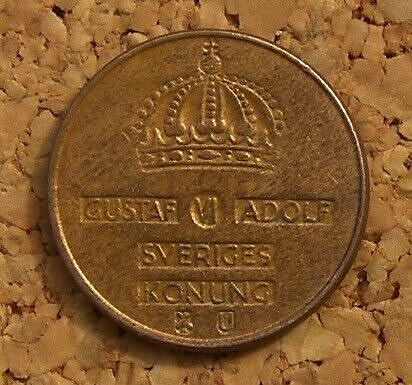 GUSTAF VI ADOLF
SVERIGES
KONUNG
U